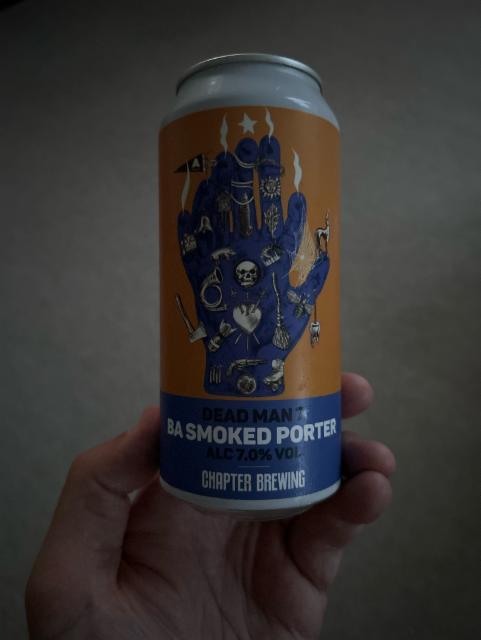 DEAD MAN'S
BA SMOKED PORTER
ALC 7.0% VOL
CHAPTER BREWING